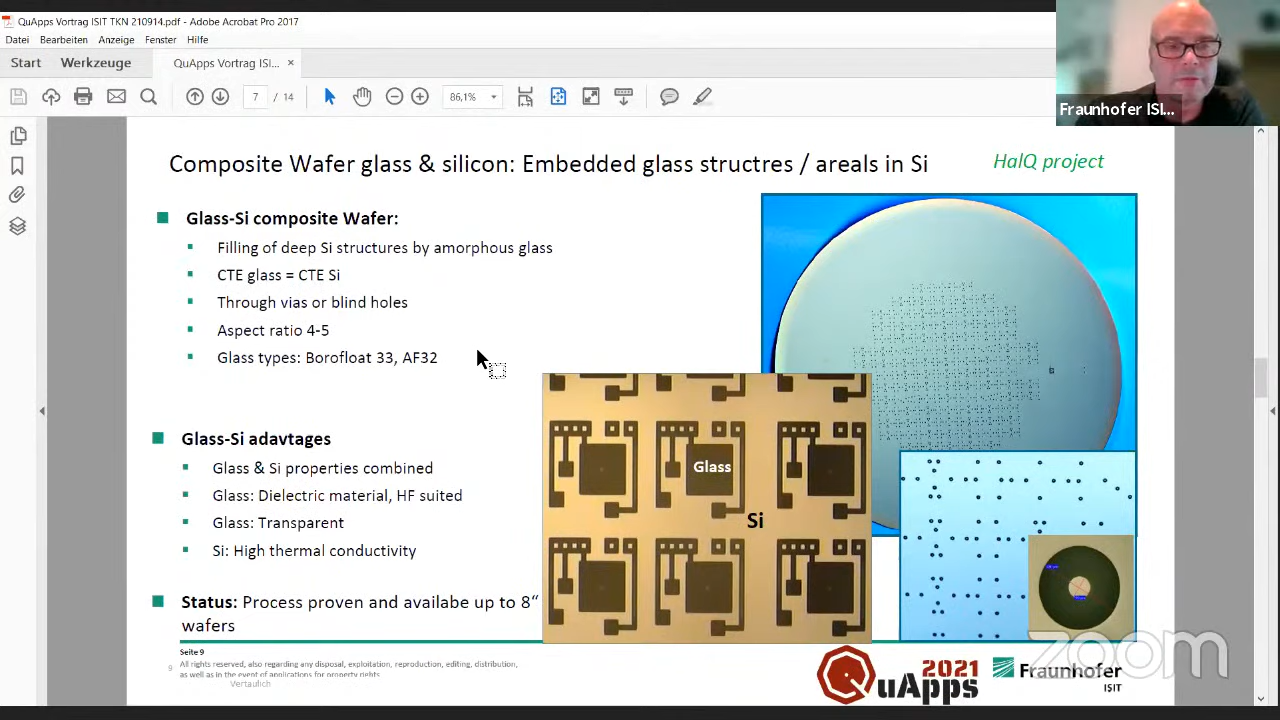 QuApps Vortrag ISIT TKN 210914.pdf - Adobe Acrobat Pro 2017
Datei Bearbeiten Anzeige Fenster Hilfe
Start Werkzeuge QuApps Vortrag ISI... ×
7 / 14 86,1%
Fraunhofer ISI...
Composite Wafer glass & silicon: Embedded glass structres / areals in Si
HalQ project
Glass-Si composite Wafer:
Filling of deep Si structures by amorphous glass
CTE glass = CTE Si
Through vias or blind holes
Aspect ratio 4-5
Glass types: Borofloat 33, AF32
Glass-Si adavtages
Glass & Si properties combined
Glass: Dielectric material, HF suited
Glass: Transparent
Si: High thermal conductivity
Status: Process proven and availabe up to 8“
wafers
Glass
Si
Seite 9
9 All rights reserved, also regarding any disposal, exploitation, reproduction, editing, distribution,
as well as in the event of applications for property rights
Vertaulich
QuApps 2021
Fraunhofer
ISIT
zoom